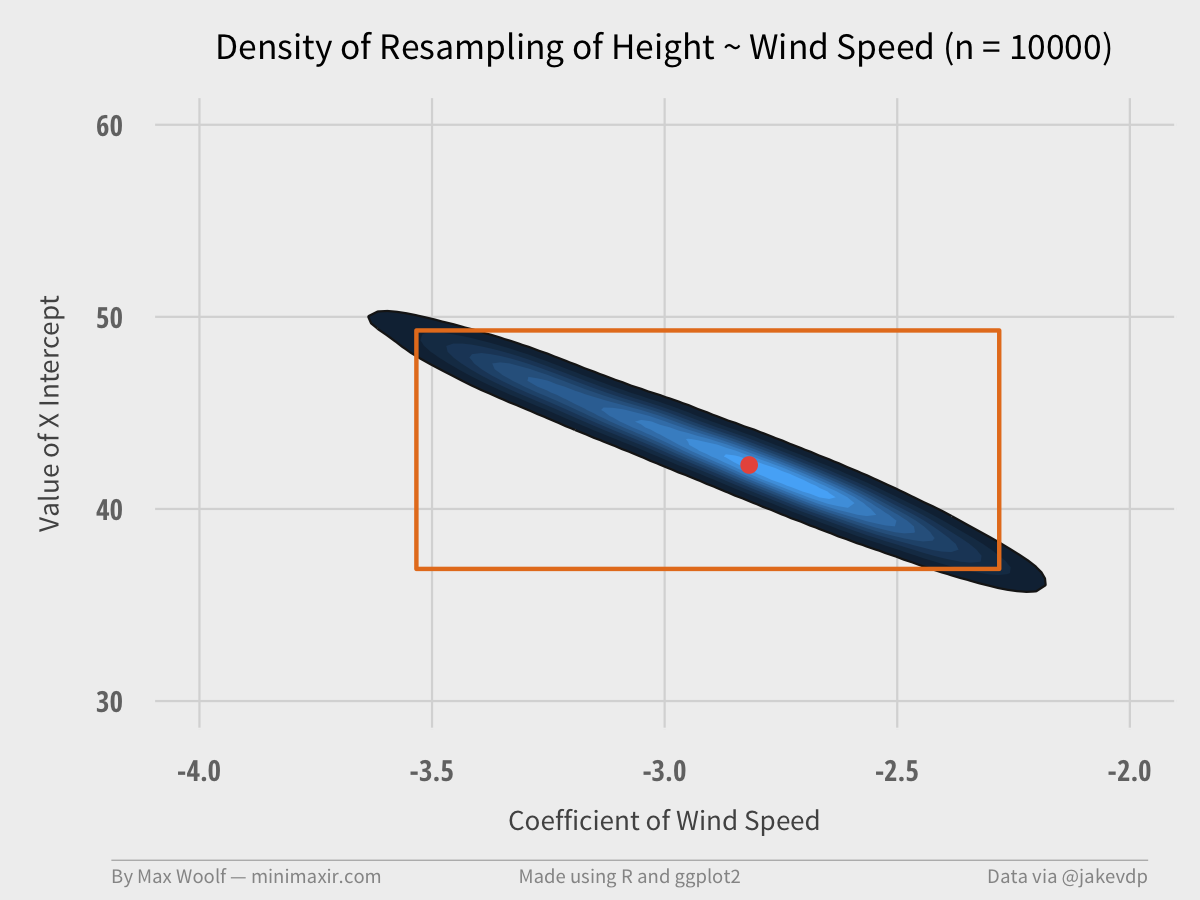 Density of Resampling of Height ~ Wind Speed (n = 10000)
60
50
40
30
Value of X Intercept
-4.0 -3.5 -3.0 -2.5 -2.0
Coefficient of Wind Speed
By Max Woolf — minimaxir.com Made using R and ggplot2 Data via @jakevdp